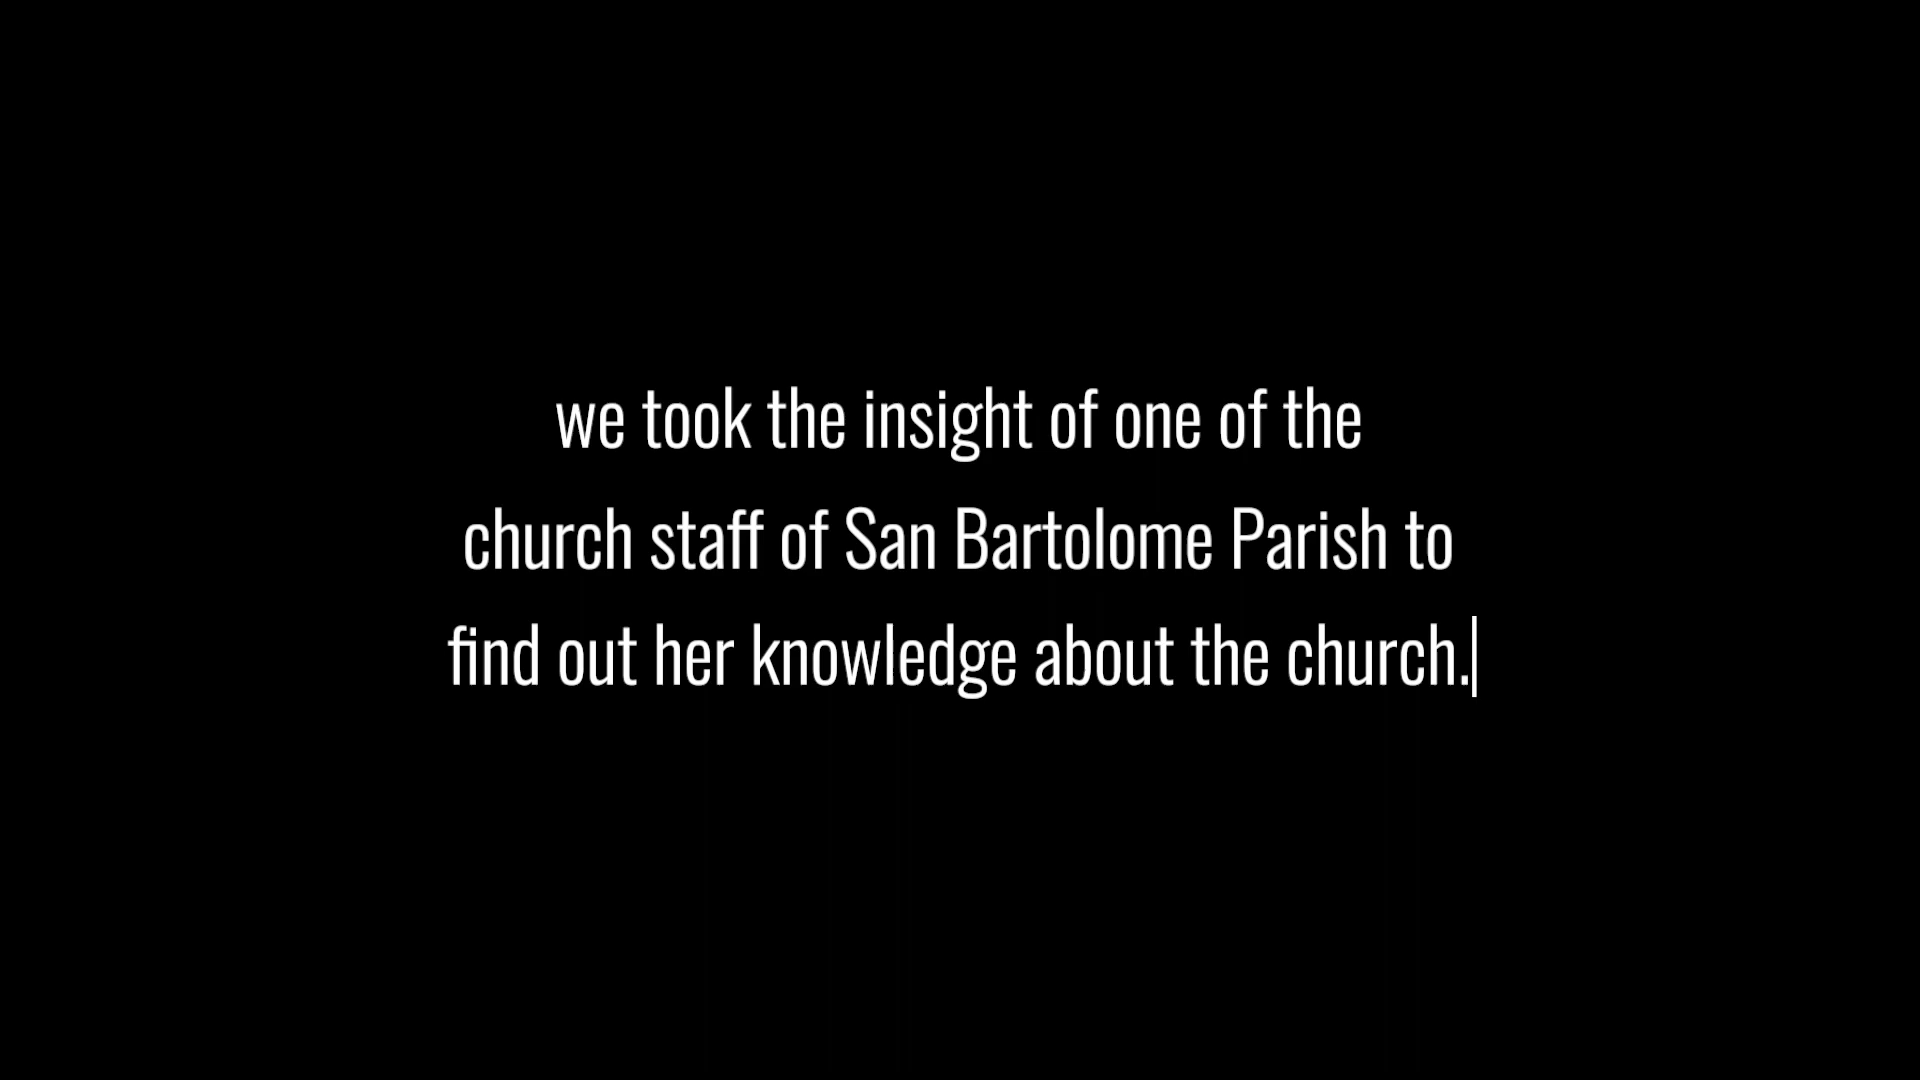 we took the insight of one of the
church staff of San Bartolome Parish to
find out her knowledge about the church.